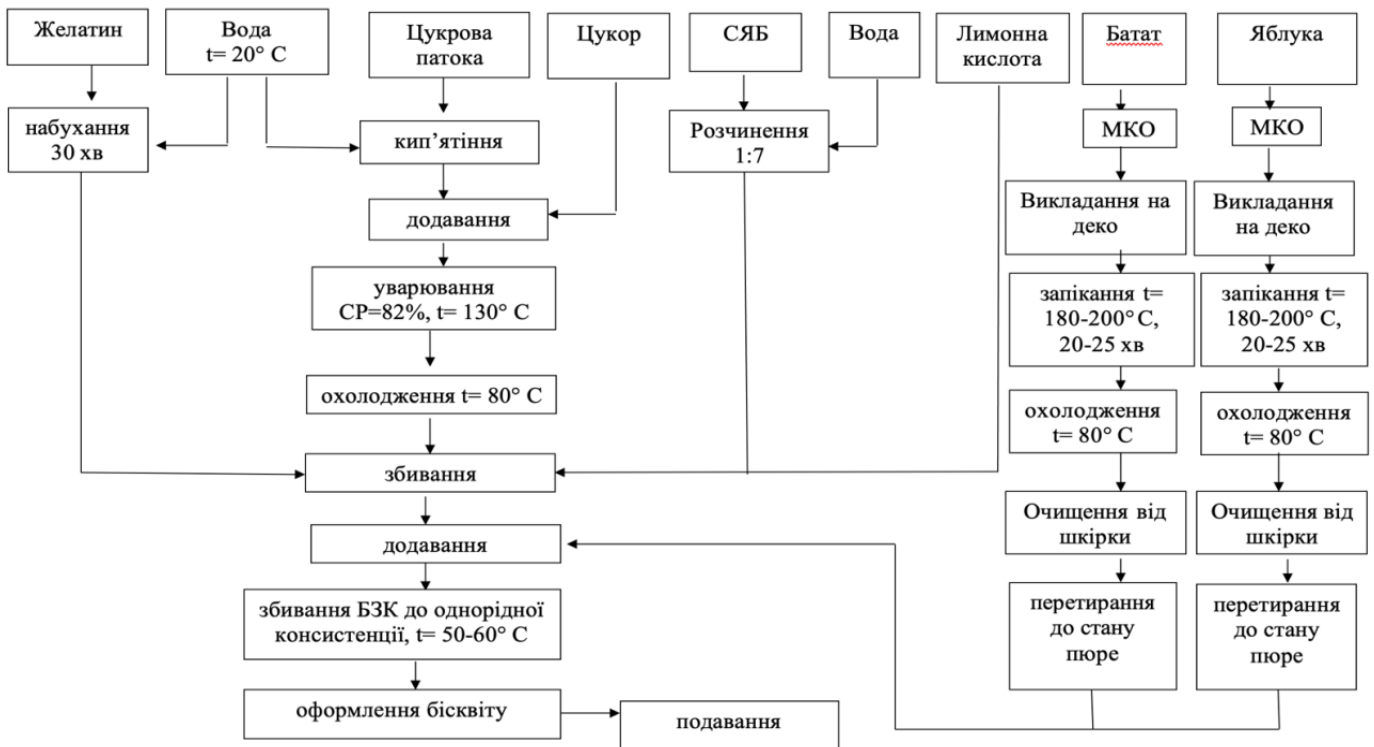 Желатин
Вода
t= 20° C
Цукрова
патока
Цукор
СЯБ
Вода
Лимонна
кислота
Батат
Яблука
набухання
30 хв
кип’ятіння
Розчинення
1:7
МКО
МКО
додавання
Викладання на
деко
Викладання
на деко
уварювання
СР=82%, t= 130° C
запікання t=
180-200° C,
20-25 хв
запікання t=
180-200° C,
20-25 хв
охолодження t= 80° C
охолодження
t= 80° C
охолодження
t= 80° C
збивання
Очищення від
шкірки
Очищення від
шкірки
додавання
збивання БЗК до однорідної
консистенції, t= 50-60° C
перетирання
до стану
пюре
перетирання
до стану
пюре
оформлення бісквіту
подавання